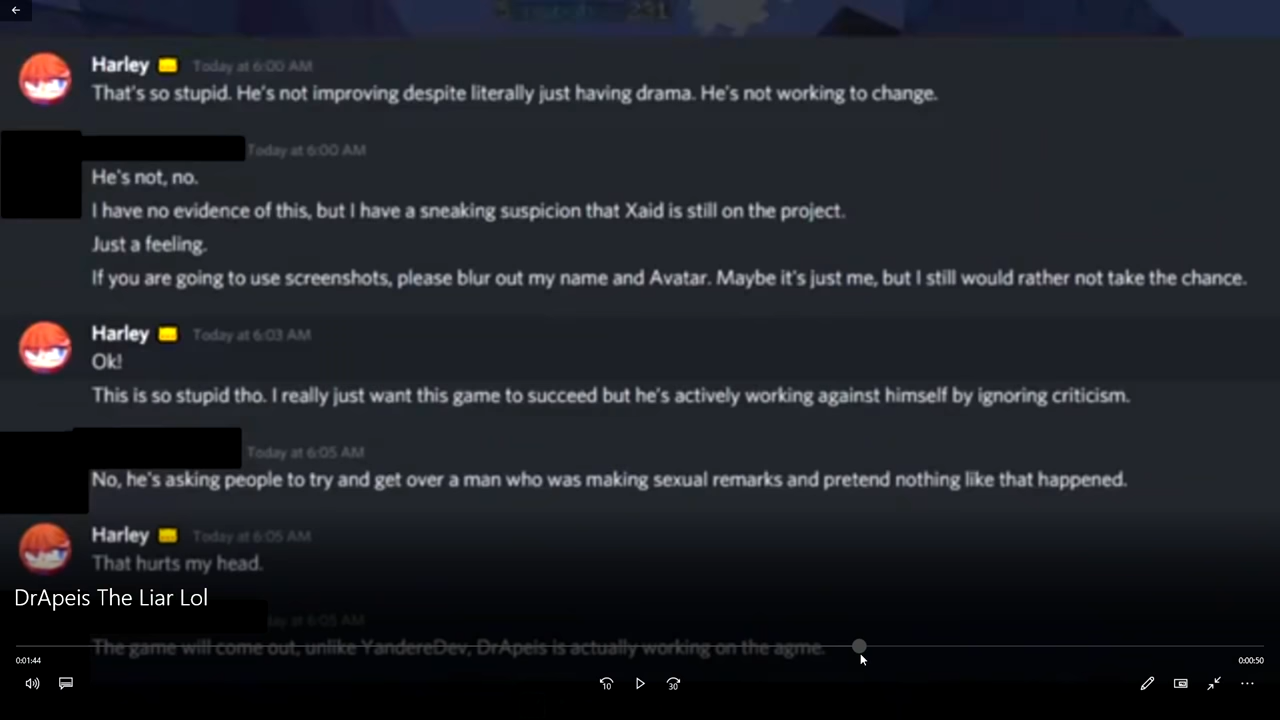 231
Harley Today at 6:00 AM
That's so stupid. He's not improving despite literally just having drama. He's not working to change.
Today at 6:00 AM
He's not, no.
I have no evidence of this, but I have a sneaking suspicion that Xaid is still on the project.
Just a feeling.
If you are going to use screenshots, please blur out my name and Avatar. Maybe it's just me, but I still would rather not take the chance.
Harley Today at 6:03 AM
Ok!
This is so stupid tho. I really just want this game to succeed but he's actively working against himself by ignoring criticism.
Today at 6:05 AM
No, he's asking people to try and get over a man who was making sexual remarks and pretend nothing like that happened.
Harley Today at 6:05 AM
That hurts my head.
DrApeis The Liar Lol
ay at 6:05 AM
The game will come out, unlike YandereDev, DrApeis is actually working on the agme.
0:01:44
0:00:50
10
30